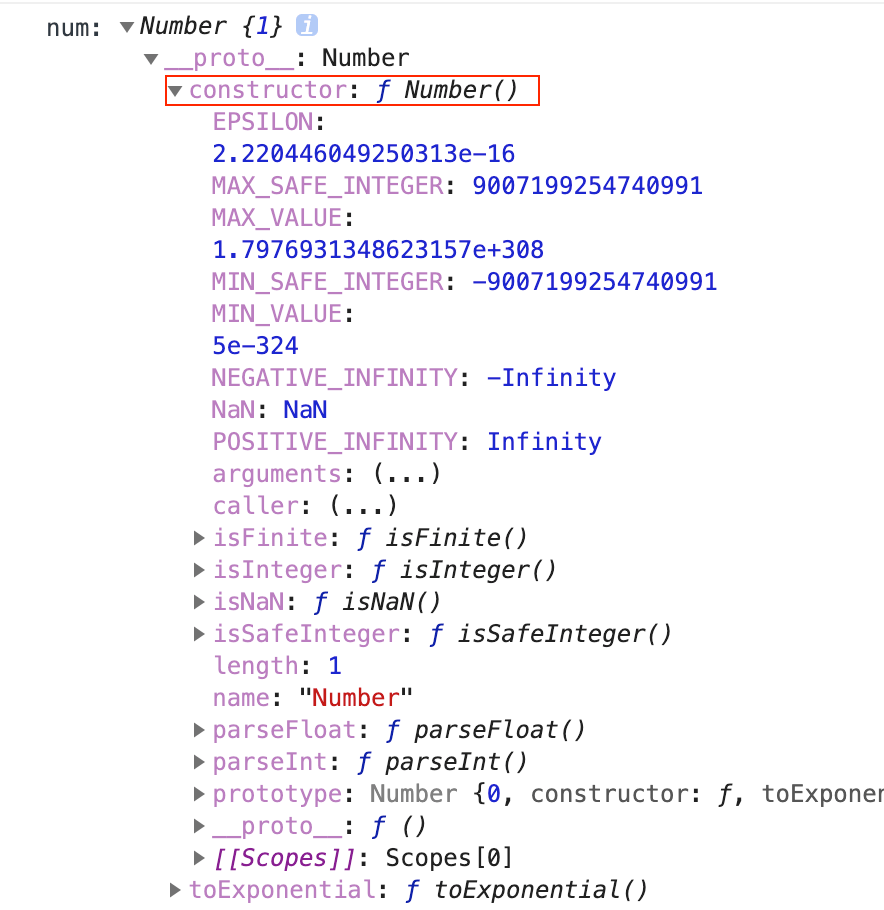 num: ▼Number {1} i
▼__proto__: Number
▼constructor: ƒ Number()
EPSILON:
2.220446049250313e-16
MAX_SAFE_INTEGER: 9007199254740991
MAX_VALUE:
1.7976931348623157e+308
MIN_SAFE_INTEGER: -9007199254740991
MIN_VALUE:
5e-324
NEGATIVE_INFINITY: -Infinity
NaN: NaN
POSITIVE_INFINITY: Infinity
arguments: (...)
caller: (...)
▶isFinite: ƒ isFinite()
▶isInteger: ƒ isInteger()
▶isNaN: ƒ isNaN()
▶isSafeInteger: ƒ isSafeInteger()
length: 1
name: "Number"
▶parseFloat: ƒ parseFloat()
▶parseInt: ƒ parseInt()
▶prototype: Number {0, constructor: ƒ, toExponen
▶__proto__: ƒ ()
▶[[Scopes]]: Scopes[0]
▶toExponential: ƒ toExponential()